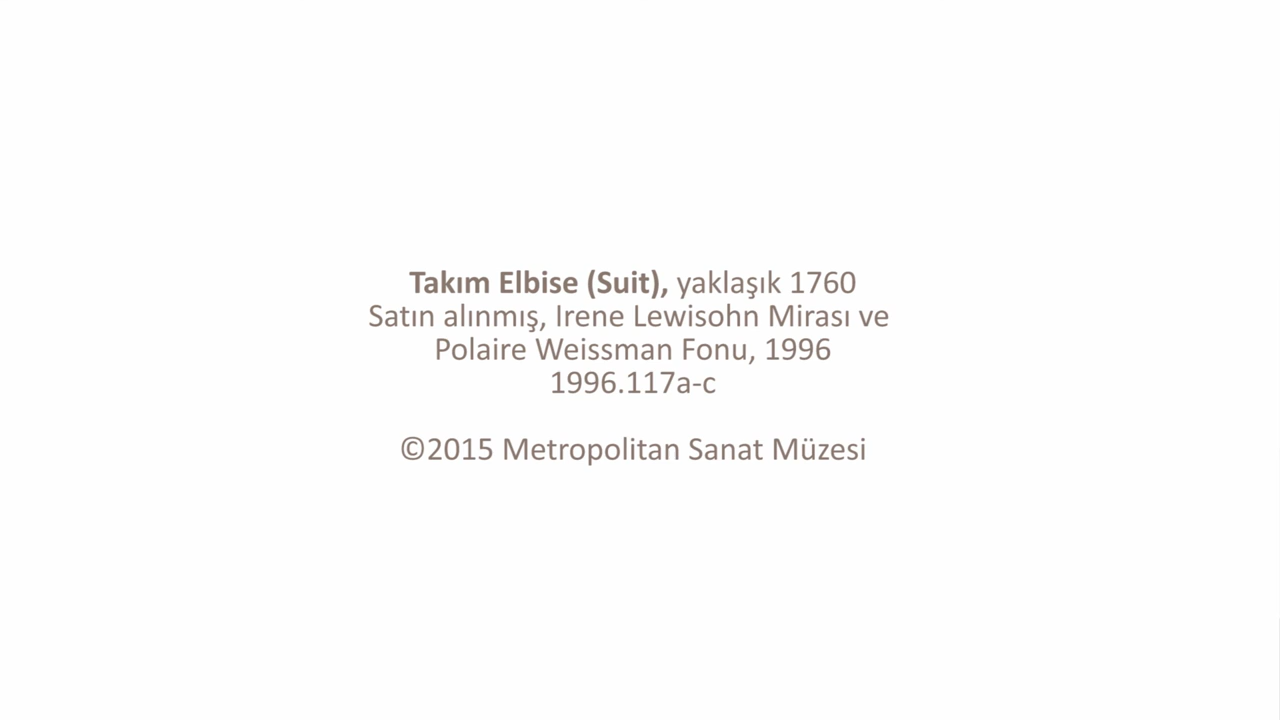 Takım Elbise (Suit), yaklaşık 1760
Satın alınmış, Irene Lewisohn Mirası ve
Polaire Weissman Fonu, 1996
1996.117a-c
©2015 Metropolitan Sanat Müzesi